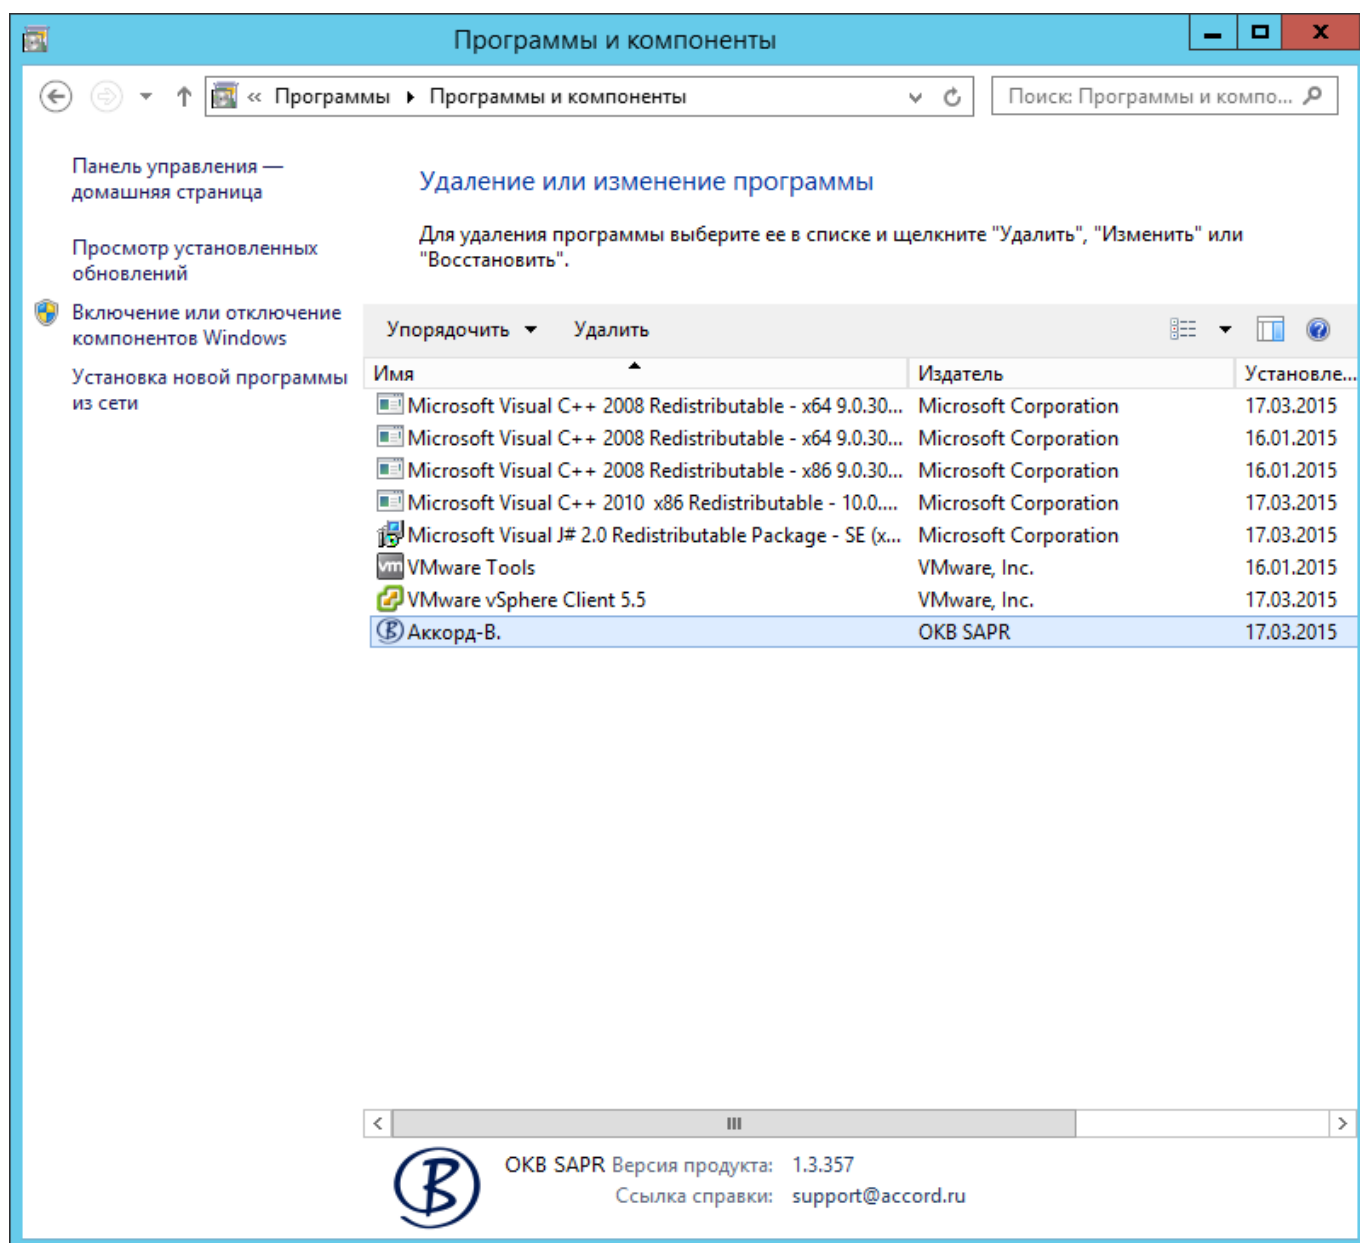 Программы и компоненты
« Программы Программы и компоненты
Поиск: Программы и компо...
Панель управления —
домашняя страница
Просмотр установленных
обновлений
Включение или отключение
компонентов Windows
Установка новой программы
из сети
Удаление или изменение программы
Для удаления программы выберите ее в списке и щелкните "Удалить", "Изменить" или
"Восстановить".
Упорядочить Удалить
Имя Издатель Установле...
Microsoft Visual C++ 2008 Redistributable - x64 9.0.30... Microsoft Corporation 17.03.2015
Microsoft Visual C++ 2008 Redistributable - x64 9.0.30... Microsoft Corporation 16.01.2015
Microsoft Visual C++ 2008 Redistributable - x86 9.0.30... Microsoft Corporation 16.01.2015
Microsoft Visual C++ 2010 x86 Redistributable - 10.0.... Microsoft Corporation 17.03.2015
Microsoft Visual J# 2.0 Redistributable Package - SE (x... Microsoft Corporation 17.03.2015
vm VMware Tools VMware, Inc. 16.01.2015
VMware vSphere Client 5.5 VMware, Inc. 17.03.2015
В Аккорд-В. OKB SAPR 17.03.2015
В OKB SAPR Версия продукта: 1.3.357
Ссылка справки: support@accord.ru